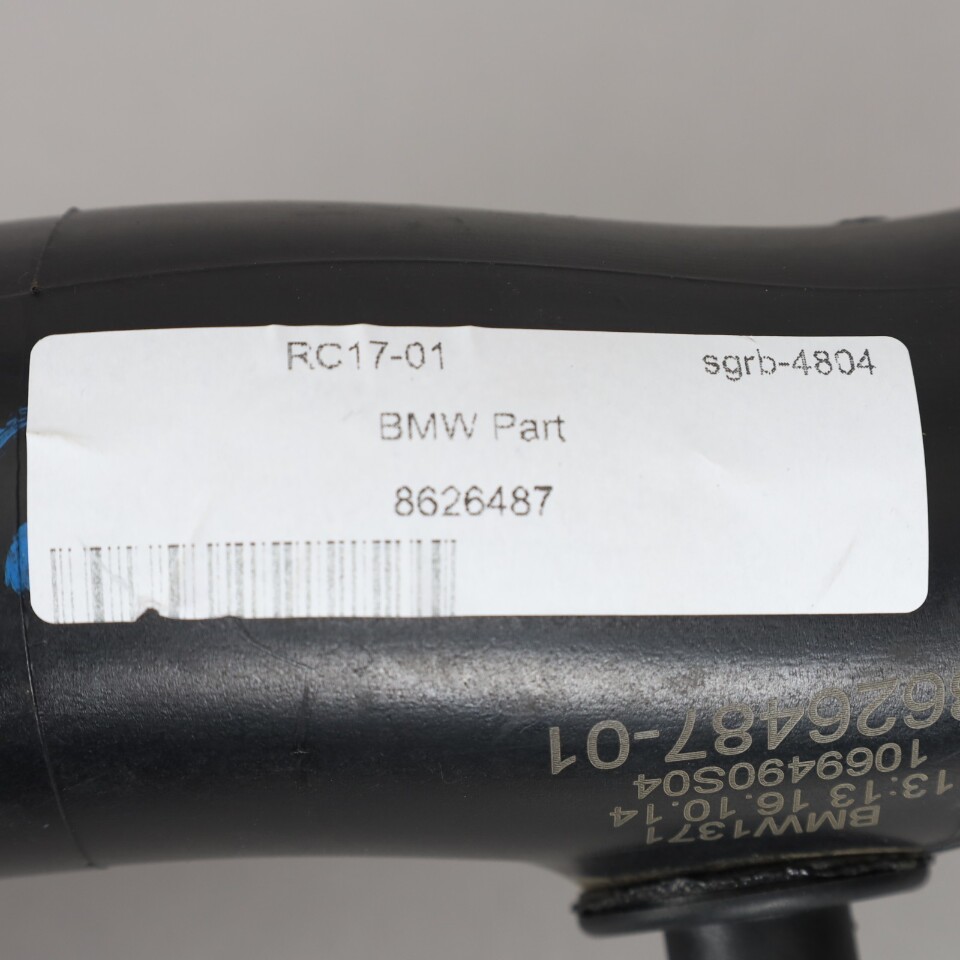 RC17-01 sgrb-4804
BMW Part
8626487
8626487-01
1069490S04
13:13 16.10.14
BMW1371